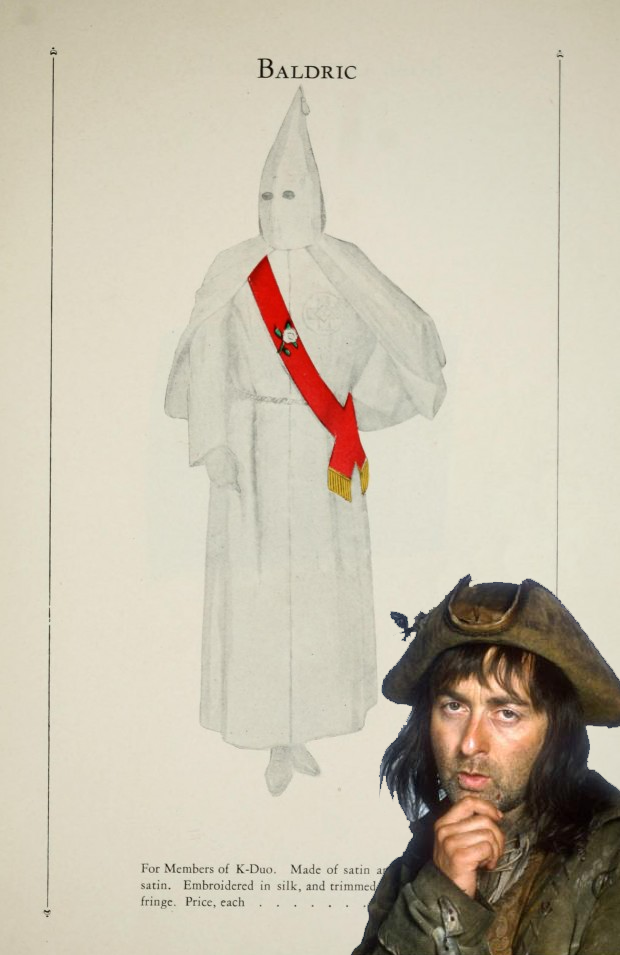 BALDRIC
For Members of K-Duo. Made of satin
satin. Embroidered in silk, and trimmed
fringe. Price, each . . . . . . .